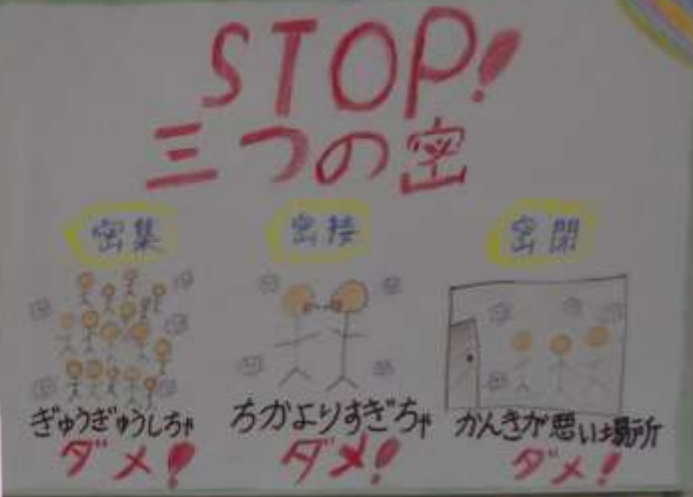 STOP!
三つの密
密集
密接
密閉
ぎゅうぎゅうしちゃ
ダメ!
ちかよりすぎちゃ
ダメ!
かんきが悪い場所
ダメ!